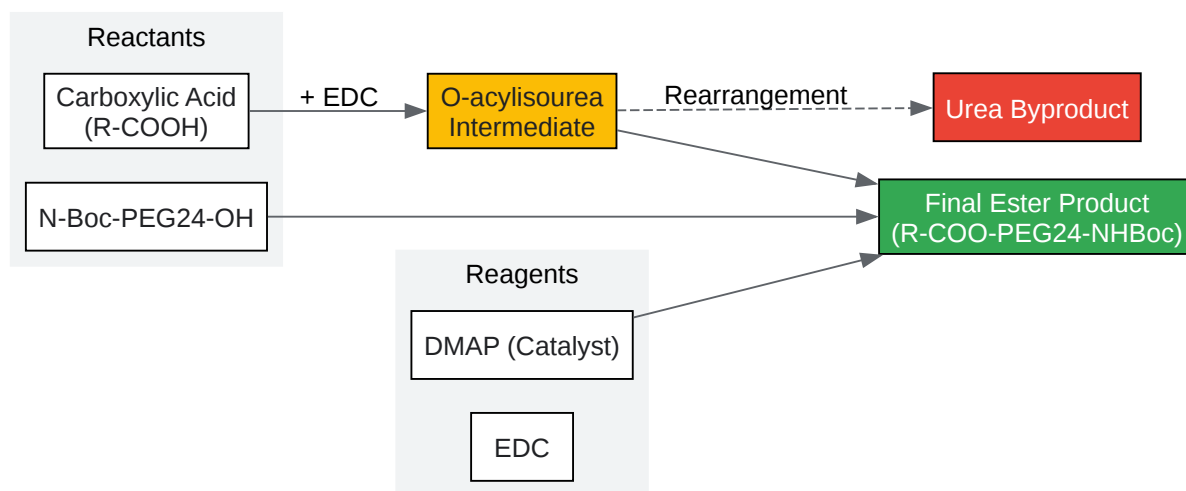 Reactants
Carboxylic Acid
(R-COOH)
+ EDC
O-acylisourea
Intermediate
Rearrangement
Urea Byproduct
N-Boc-PEG24-OH
Final Ester Product
(R-COO-PEG24-NHBoc)
Reagents
DMAP (Catalyst)
EDC